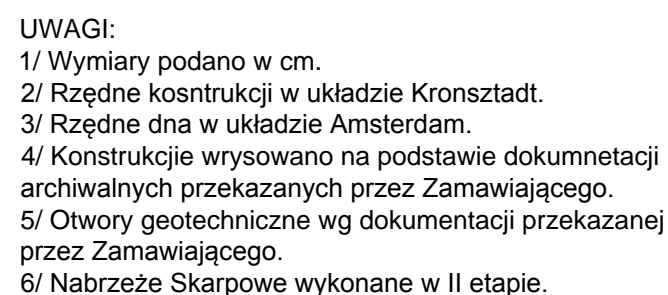 UWAGI:
1/ Wymiary podano w cm.
2/ Rzędne kosntrukcji w układzie Kronsztadt.
3/ Rzędne dna w układzie Amsterdam.
4/ Konstrukcjie wrysowano na podstawie dokumnetacji
archiwalnych przekazanych przez Zamawiającego.
5/ Otwory geotechniczne wg dokumentacji przekazanej
przez Zamawiającego.
6/ Nabrzeże Skarpowe wykonane w II etapie.